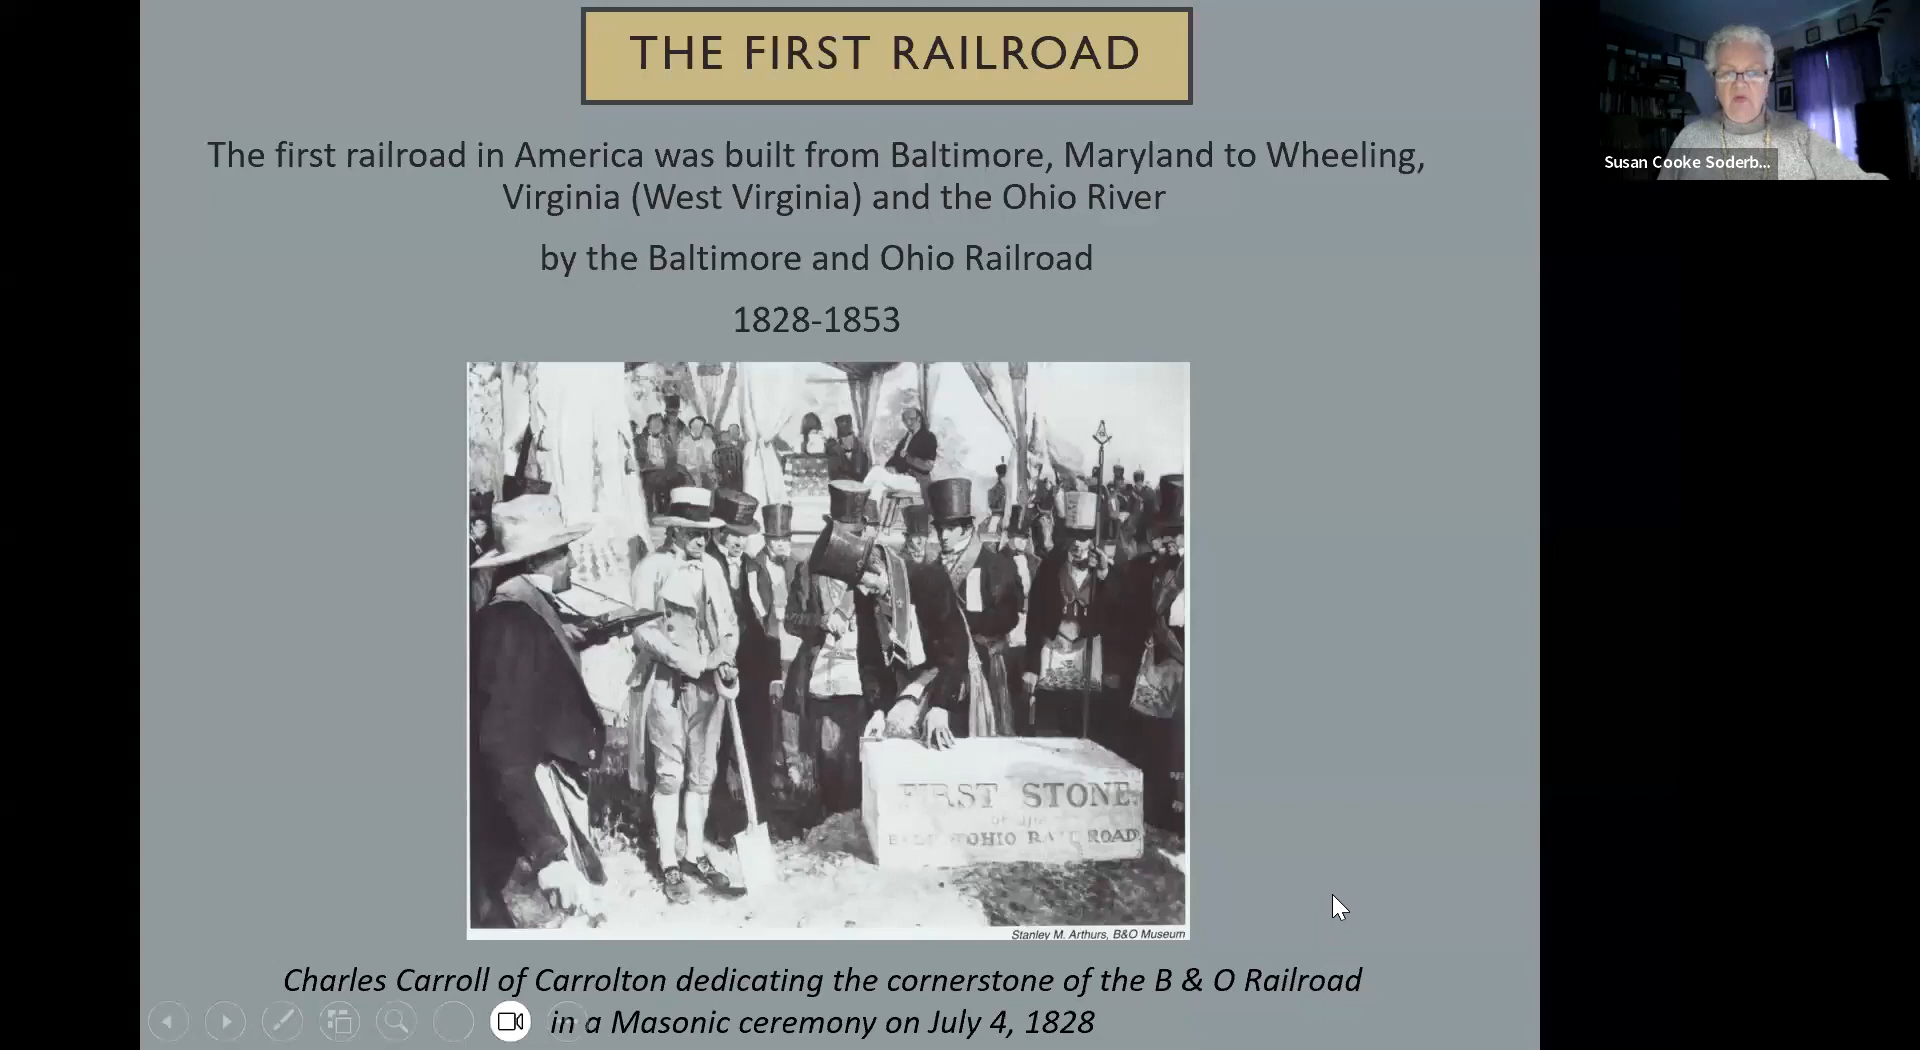 THE FIRST RAILROAD
Susan Cooke Soderb...
The first railroad in America was built from Baltimore, Maryland to Wheeling,
Virginia (West Virginia) and the Ohio River
by the Baltimore and Ohio Railroad
1828-1853
FIRST STONE
OHIO RAILROAD
Stanley M. Arthurs, B&O Museum
Charles Carroll of Carrolton dedicating the cornerstone of the B & O Railroad
in a Masonic ceremony on July 4, 1828